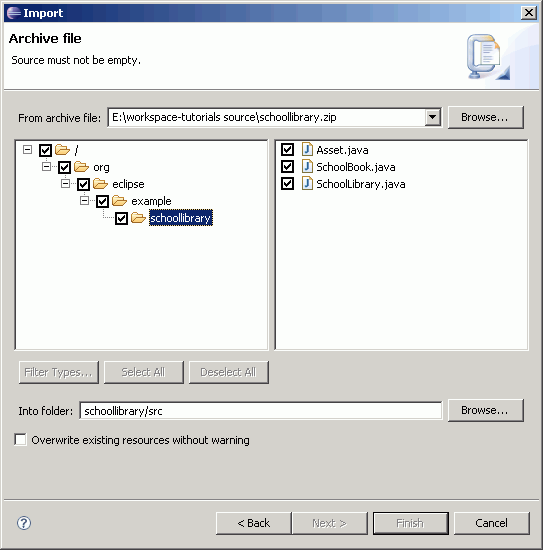 Import
Archive file
Source must not be empty.
From archive file: E:\workspace-tutorials source\schoollibrary.zip Browse...
/
org
eclipse
example
schoollibrary
Asset.java
SchoolBook.java
SchoolLibrary.java
Filter Types... Select All Deselect All
Into folder: schoollibrary/src Browse...
Overwrite existing resources without warning
? < Back Next > Finish Cancel